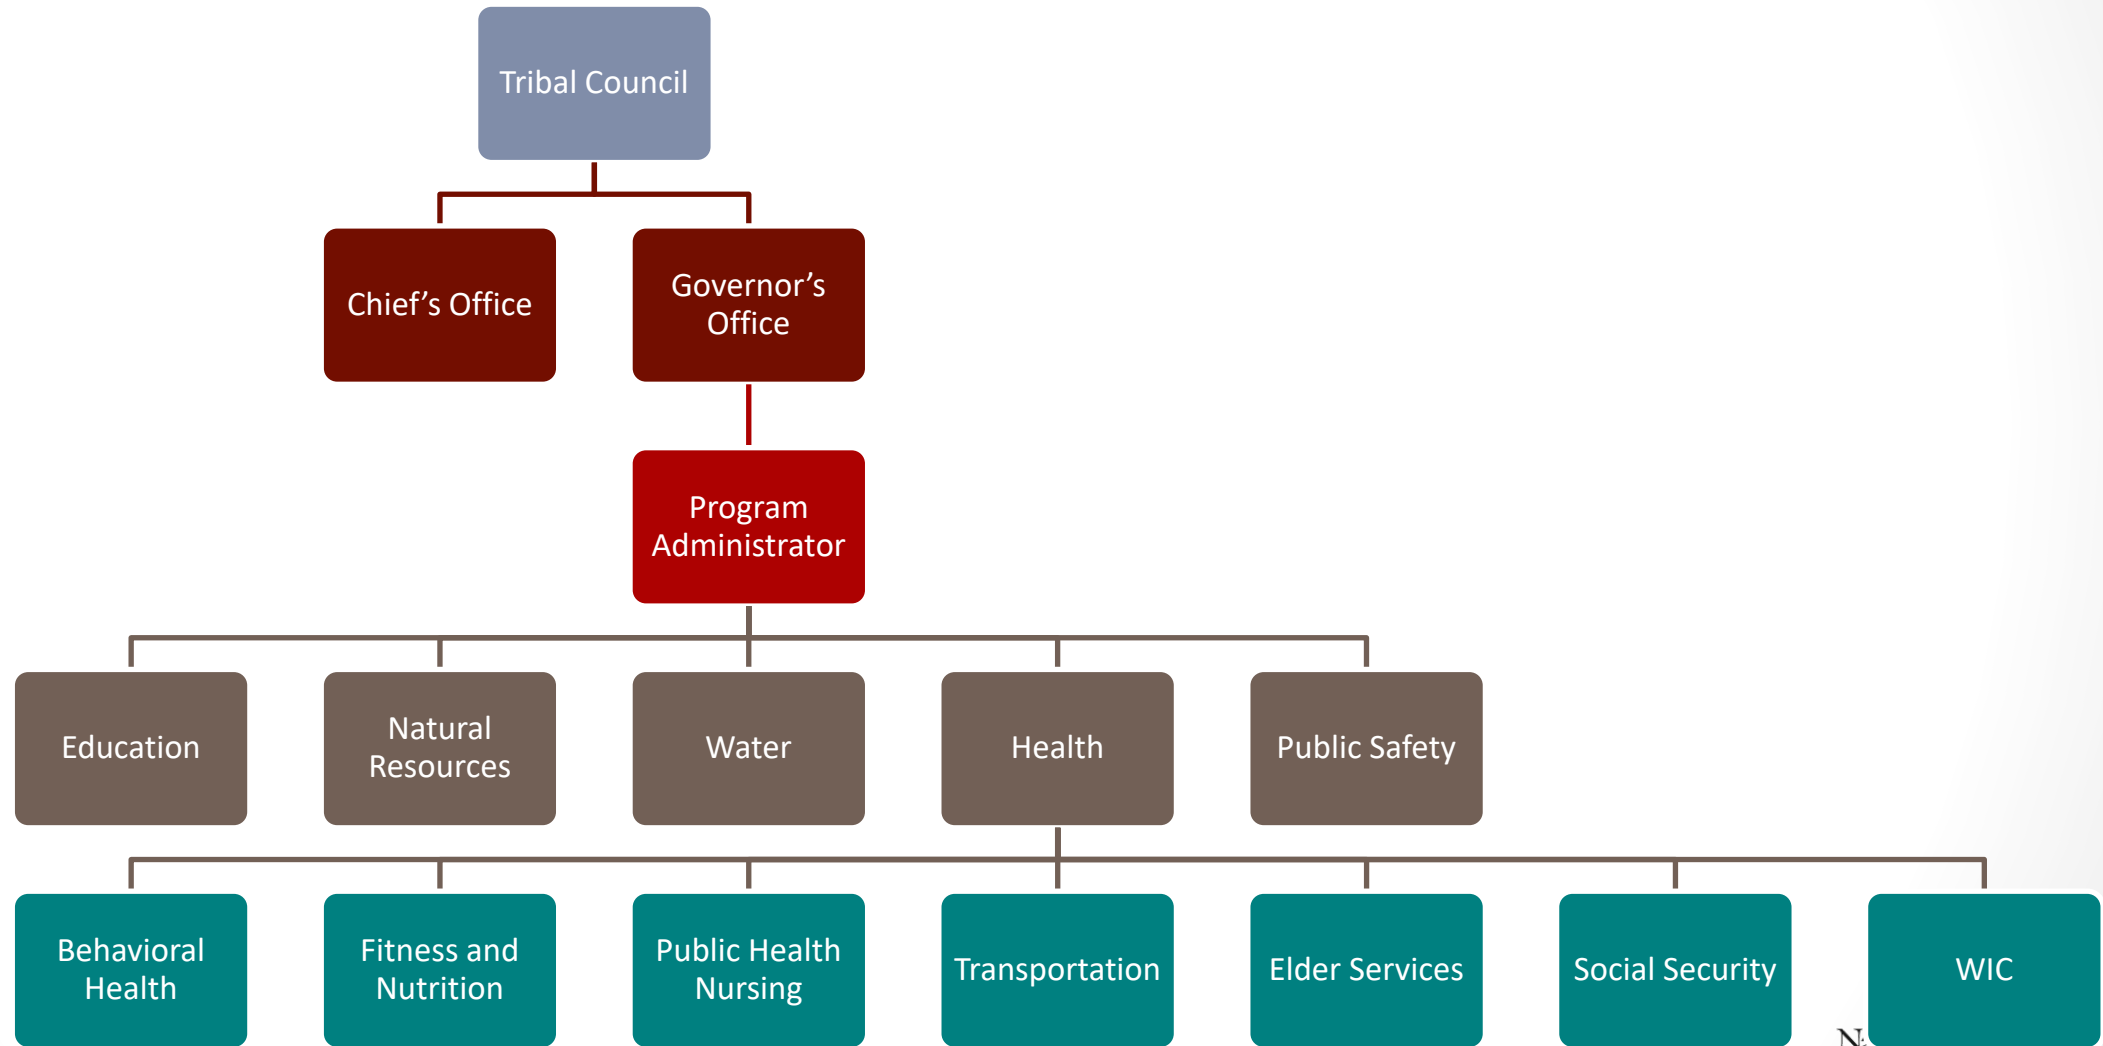 Tribal Council
Chief’s Office
Governor’s
Office
Program
Administrator
Education
Natural
Resources
Water
Health
Public Safety
Behavioral
Health
Fitness and
Nutrition
Public Health
Nursing
Transportation
Elder Services
Social Security
WIC